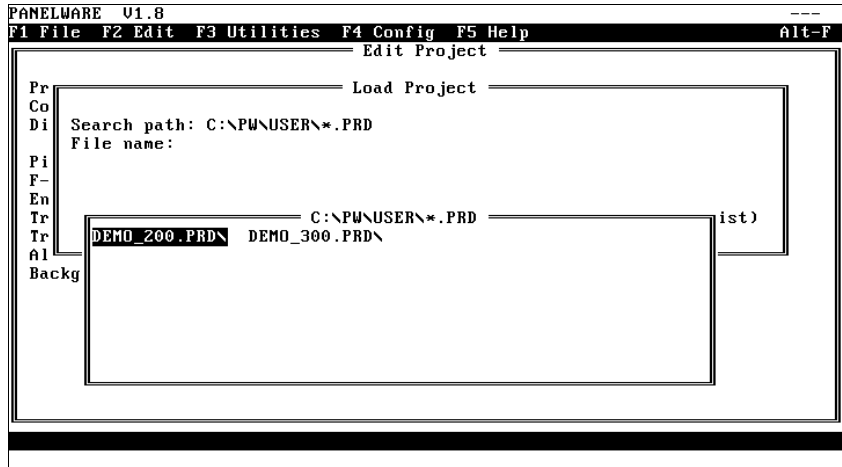 PANELWARE V1.8 ---
F1 File F2 Edit F3 Utilities F4 Config F5 Help Alt-F
Edit Project
Pr Load Project
Co
Di Search path: C:\PW\USER\*.PRD
File name:
Pi
F-
En
Tr C:\PW\USER\*.PRD ist)
Tr DEMO_200.PRD\ DEMO_300.PRD\
Al
Backg